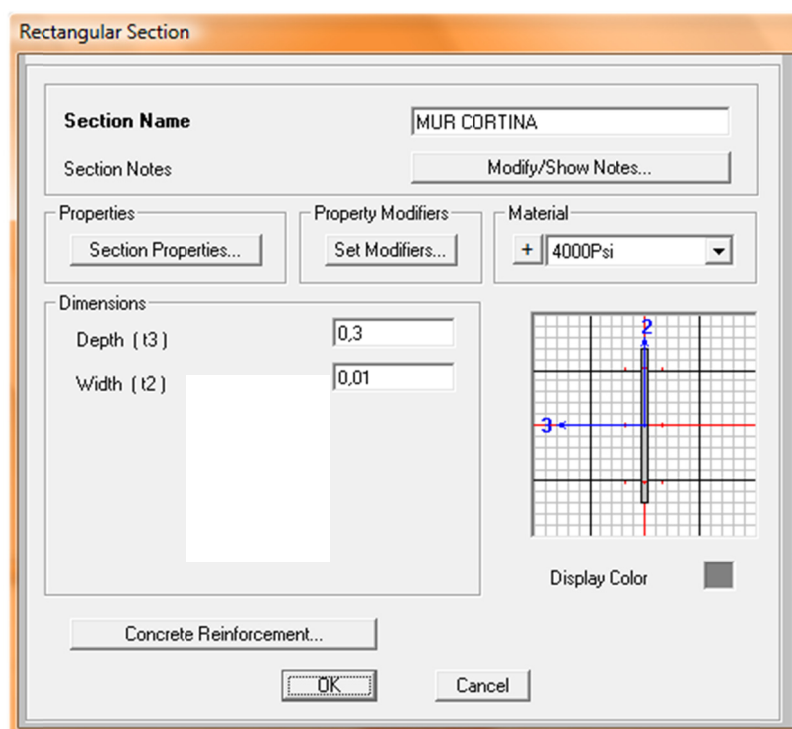 Rectangular Section
Section Name
MUR CORTINA
Section Notes
Modify/Show Notes...
Properties
Property Modifiers
Material
Section Properties...
Set Modifiers...
+
4000Psi
Dimensions
Depth ( t3 )
0,3
Width ( t2 )
0,01
2
3
Display Color
Concrete Reinforcement...
OK
Cancel